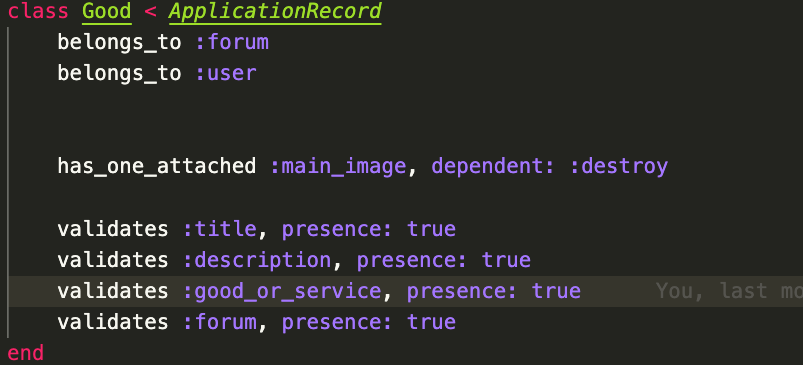 class Good < ApplicationRecord
belongs_to :forum
belongs_to :user
has_one_attached :main_image, dependent: :destroy
validates :title, presence: true
validates :description, presence: true
validates :good_or_service, presence: true You, last mo
validates :forum, presence: true
end